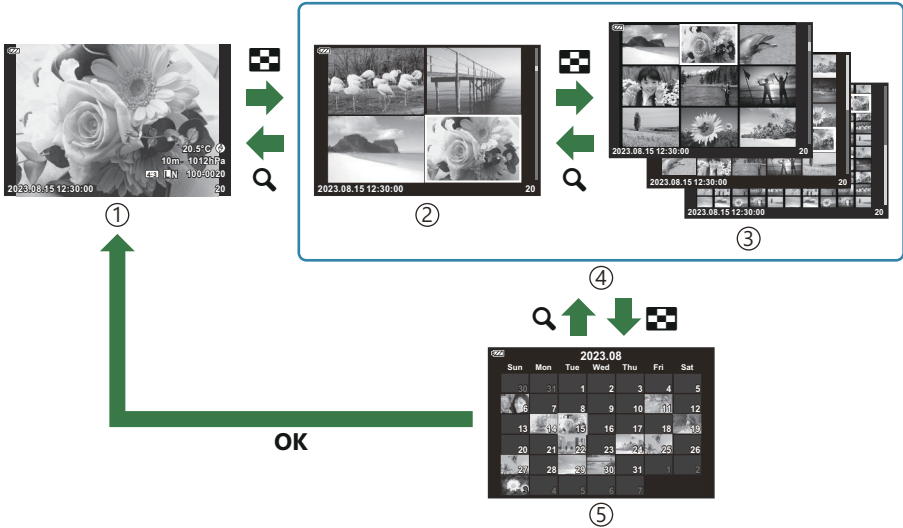 20.5°C
10m 1012hPa
4:3 LN 100-0020
2023.08.15 12:30:00 20
①
2023.08.15 12:30:00 20
②
2023.08.15 12:30:00 20
2023.08.15 12:30:00 20
2023.08.15 12:30:00 20
③
④
2023.08
Sun Mon Tue Wed Thu Fri Sat
30 31 1 2 3 4 5
6 7 8 9 10 11 12
13 14 15 16 17 18 19
20 21 22 23 24 25 26
27 28 29 30 31 1 2
3 4 5 6 7
OK
⑤